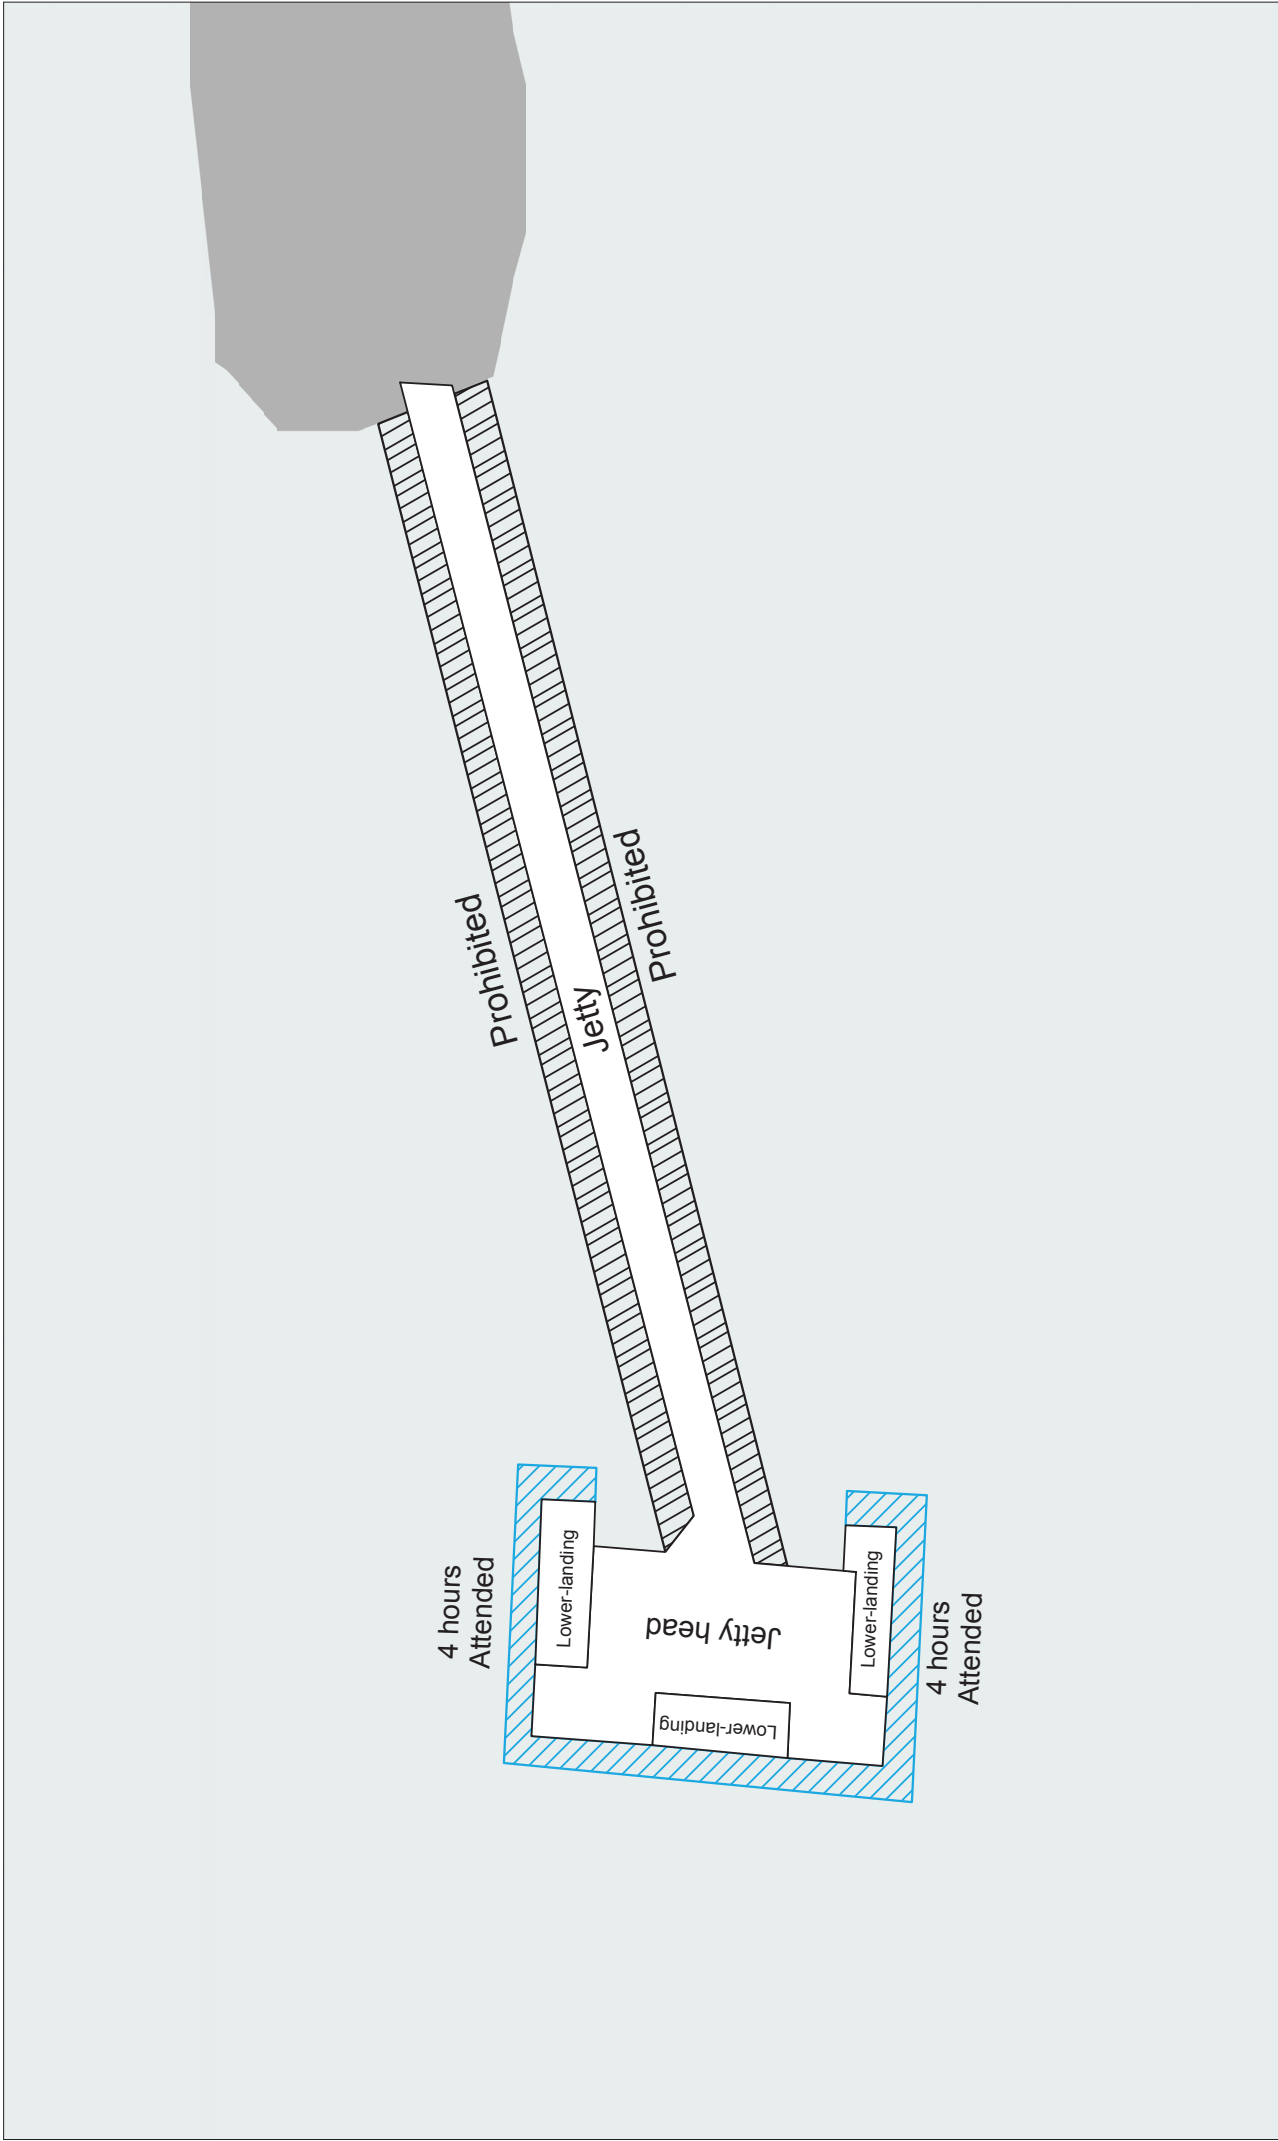 Prohibited
Prohibited
Jetty
4 hours
Attended
Lower-landing
Jetty head
Lower-landing
Lower-landing
4 hours
Attended